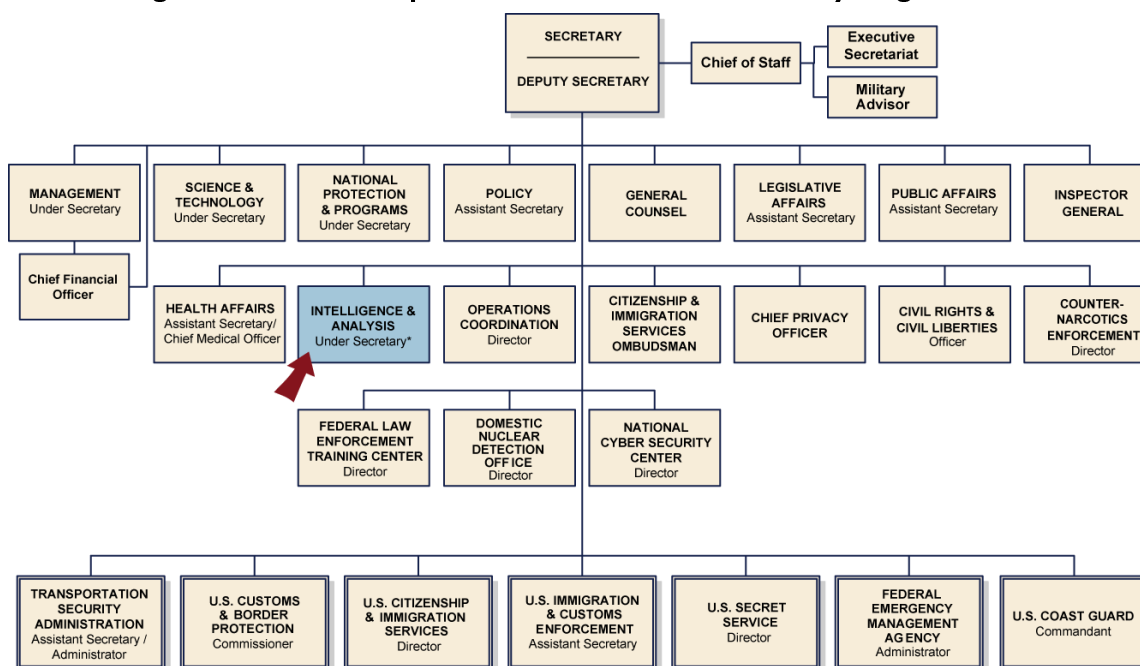 SECRETARY
DEPUTY SECRETARY
Chief of Staff
Executive
Secretariat
Military
Advisor
MANAGEMENT
Under Secretary
SCIENCE &
TECHNOLOGY
Under Secretary
NATIONAL
PROTECTION
& PROGRAMS
Under Secretary
POLICY
Assistant Secretary
GENERAL
COUNSEL
LEGISLATIVE
AFFAIRS
Assistant Secretary
PUBLIC AFFAIRS
Assistant Secretary
INSPECTOR
GENERAL
Chief Financial
Officer
HEALTH AFFAIRS
Assistant Secretary/
Chief Medical Officer
INTELLIGENCE &
ANALYSIS
Under Secretary*
OPERATIONS
COORDINATION
Director
CITIZENSHIP &
IMMIGRATION
SERVICES
OMBUDSMAN
CHIEF PRIVACY
OFFICER
CIVIL RIGHTS &
CIVIL LIBERTIES
Officer
COUNTER-
NARCOTICS
ENFORCEMENT
Director
FEDERAL LAW
ENFORCEMENT
TRAINING CENTER
Director
DOMESTIC
NUCLEAR
DETECTION
OFFICE
Director
NATIONAL
CYBER SECURITY
CENTER
Director
TRANSPORTATION
SECURITY
ADMINISTRATION
Assistant Secretary /
Administrator
U.S. CUSTOMS
& BORDER
PROTECTION
Commissioner
U.S. CITIZENSHIP
& IMMIGRATION
SERVICES
Director
U.S. IMMIGRATION
& CUSTOMS
ENFORCEMENT
Assistant Secretary
U.S. SECRET
SERVICE
Director
FEDERAL
EMERGENCY
MANAGEMENT
AGENCY
Administrator
U.S. COAST GUARD
Commandant